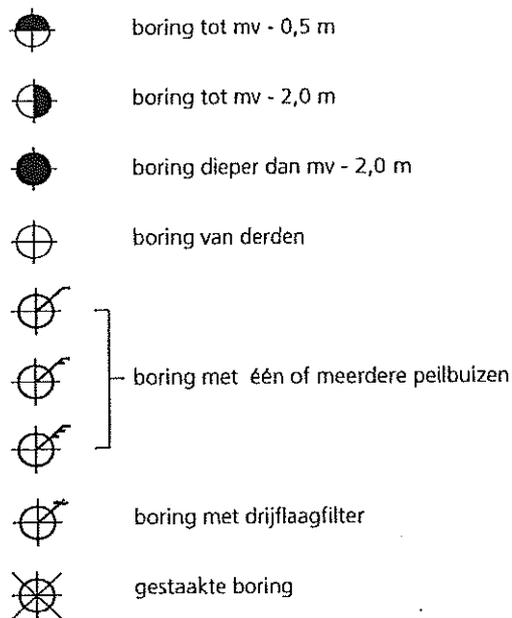 boring tot mv - 0,5 m
boring tot mv - 2,0 m
boring dieper dan mv - 2,0 m
boring van derden
boring met één of meerdere peilbuizen
boring met drijflaagfilter
gestaakte boring